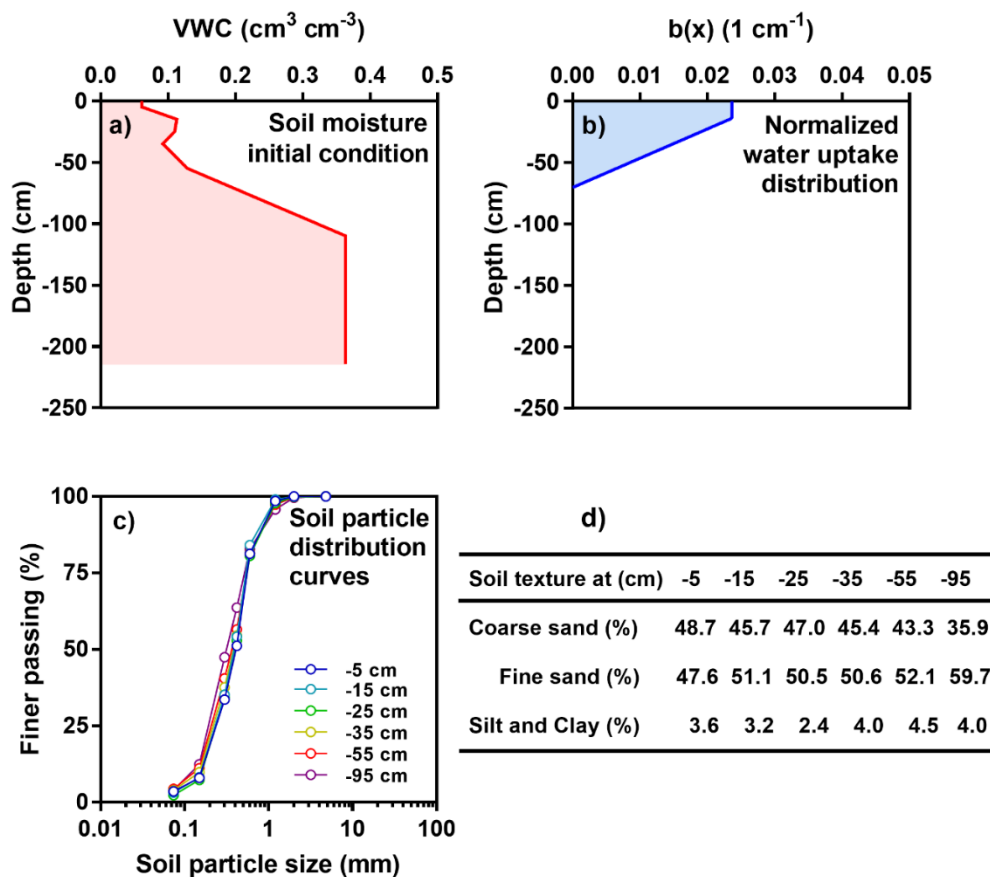 VWC (cm³ cm⁻³)
0.0 0.1 0.2 0.3 0.4 0.5
0
-50
-100
-150
-200
-250
Depth (cm)
a)
Soil moisture
initial condition
b(x) (1 cm⁻¹)
0.00 0.01 0.02 0.03 0.04 0.05
0
-50
-100
-150
-200
-250
Depth (cm)
b)
Normalized
water uptake
distribution
100
75
50
25
0
Finer passing (%)
c)
Soil particle
distribution
curves
-5 cm
-15 cm
-25 cm
-35 cm
-55 cm
-95 cm
0.01 0.1 1 10 100
Soil particle size (mm)
d)
Soil texture at (cm) -5 -15 -25 -35 -55 -95
Coarse sand (%) 48.7 45.7 47.0 45.4 43.3 35.9
Fine sand (%) 47.6 51.1 50.5 50.6 52.1 59.7
Silt and Clay (%) 3.6 3.2 2.4 4.0 4.5 4.0